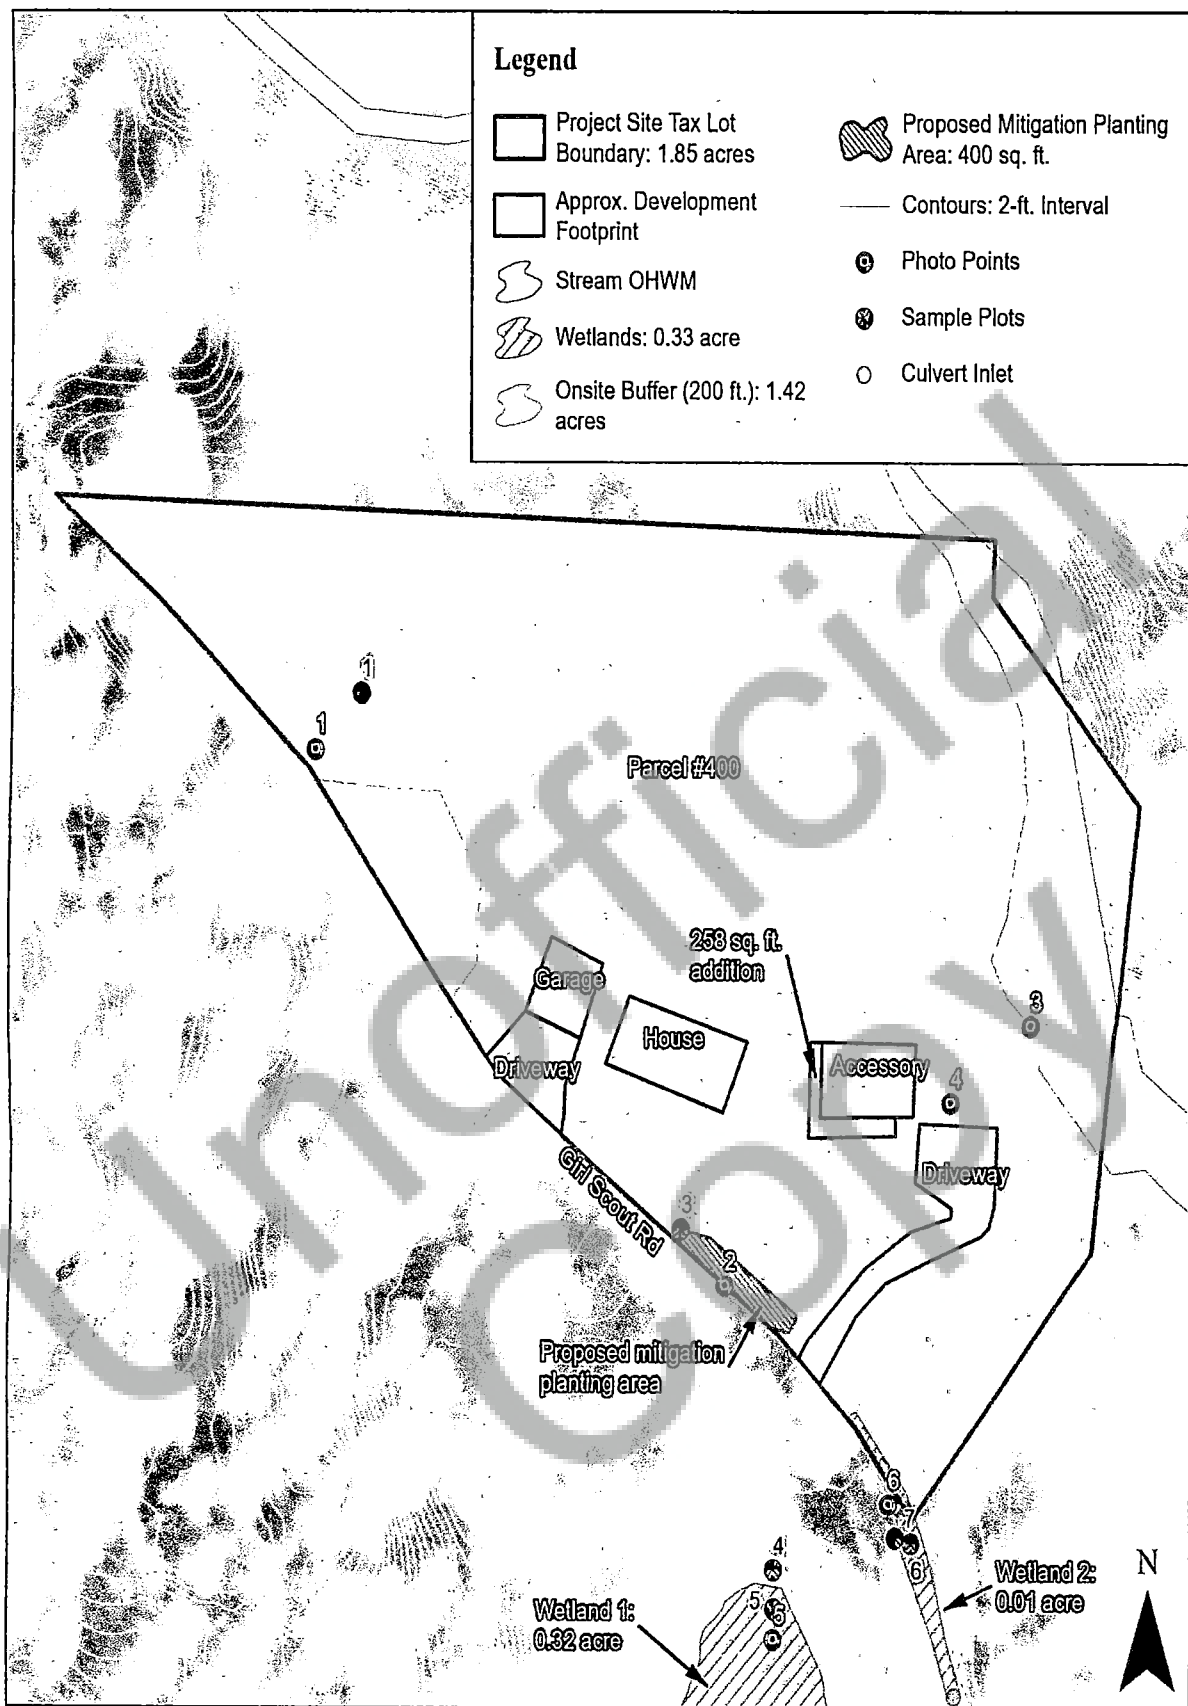 Legend
Project Site Tax Lot
Boundary: 1.85 acres
Approx. Development
Footprint
Stream OHWM
Wetlands: 0.33 acre
Onsite Buffer (200 ft.): 1.42
acres
Proposed Mitigation Planting
Area: 400 sq. ft.
Contours: 2-ft. Interval
Photo Points
Sample Plots
Culvert Inlet
1
1
Parcel #400
258 sq. ft.
addition
Garage
House
Driveway
Accessory
3
4
Driveway
Girl Scout Rd
3
2
Proposed mitigation
planting area
6
7
6
4
5
5
Wetland 1:
0.32 acre
Wetland 2:
0.01 acre
N
Unofficial
Copy